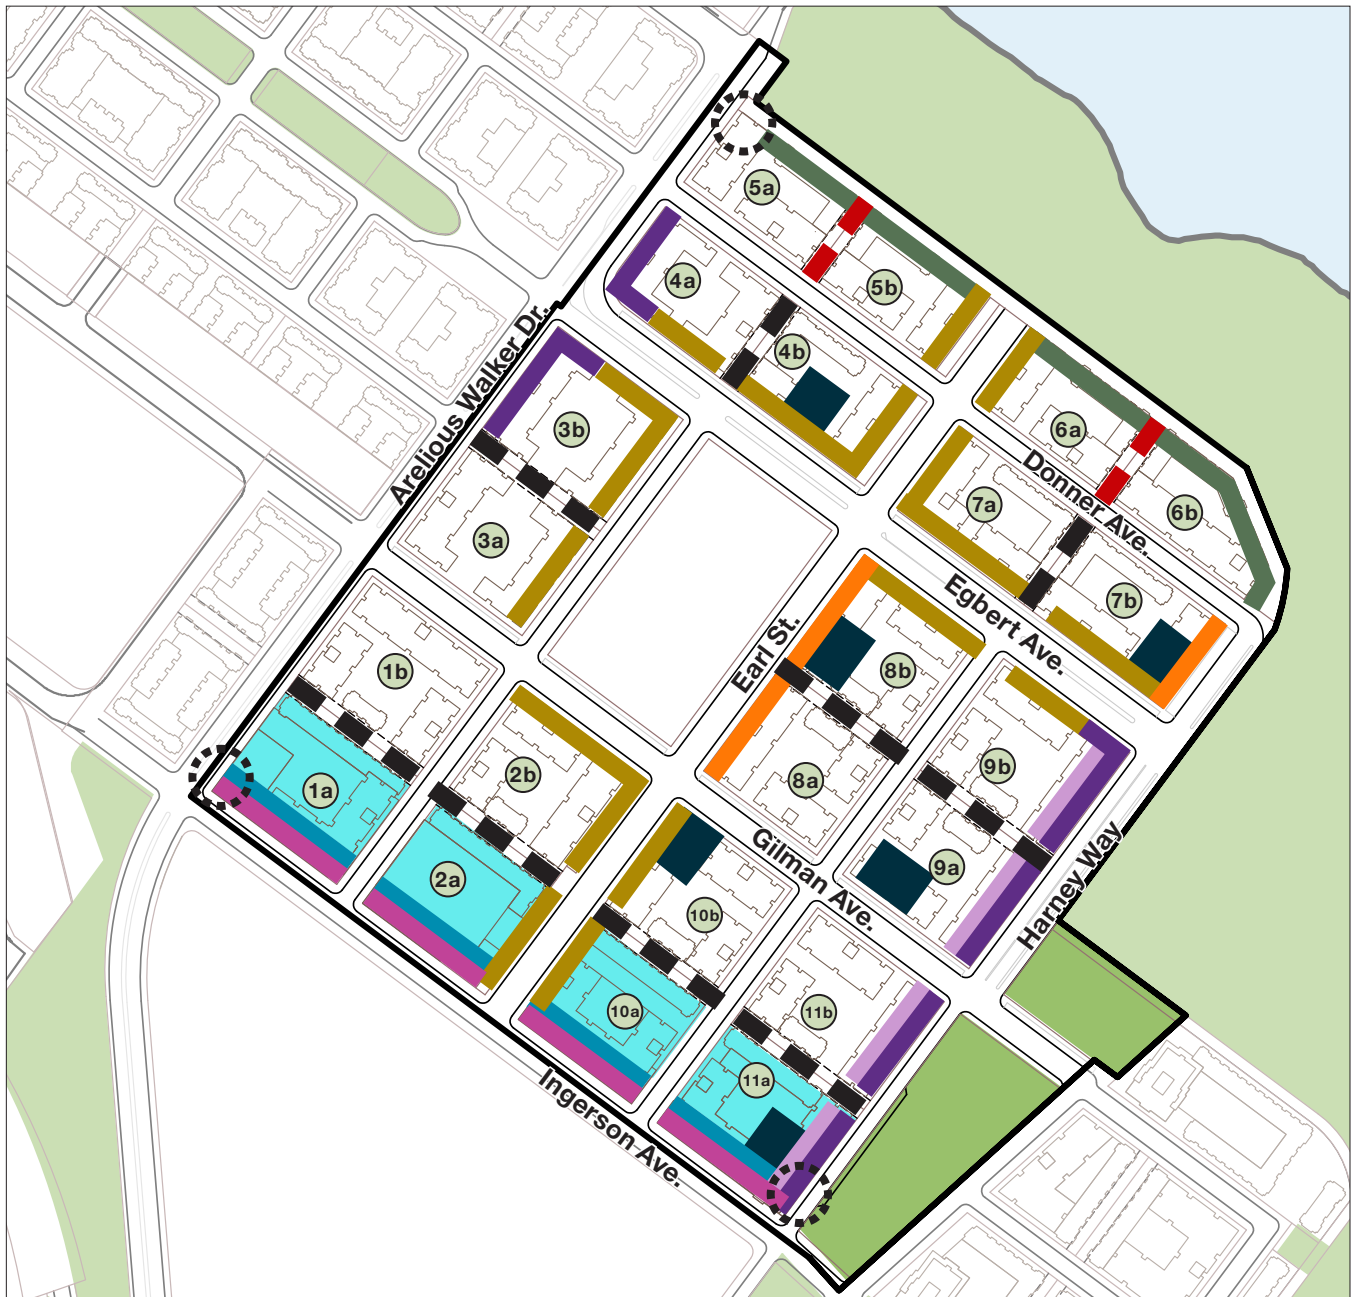 5a
4a
5b
Arelious Walker Dr.
4b
3b
6a
Donner Ave.
7a
6b
3a
Egbert Ave.
7b
Earl St.
1b
8b
2b
9b
8a
1a
Gilman Ave.
9a
2a
Harney Way
10b
10a
11b
11a
Ingerson Ave.